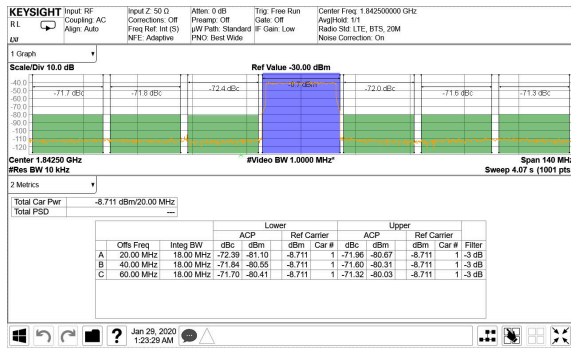 KEYSIGHT Input: RF Input Z: 50 Ω Atten: 0 dB Trig: Free Run Center Freq: 1.842500000 GHz
RL Coupling: AC Corrections: Off Preamp: Off Gate: Off Avg|Hold: 1/1
Align: Auto Freq Ref: Int (S) µW Path: Standard IF Gain: Low Radio Std: LTE, BTS, 20M
LXI NFE: Adaptive PNO: Best Wide Noise Correction: On
1 Graph
Scale/Div 10.0 dB Ref Value -30.00 dBm
-40.0
-50.0
-60.0
-70.0
-80.0
-90.0
-100
-110
-120
-71.7 dBc -71.8 dBc -72.4 dBc -8.7 dBm -72.0 dBc -71.6 dBc -71.3 dBc
Center 1.84250 GHz #Video BW 1.0000 MHz* Span 140 MHz
#Res BW 10 kHz Sweep 4.07 s (1001 pts)
2 Metrics
Total Car Pwr -8.711 dBm/20.00 MHz
Total PSD ---
Lower Upper
ACP Ref Carrier ACP Ref Carrier
Offs Freq Integ BW dBc dBm dBm Car # dBc dBm dBm Car # Filter
A 20.00 MHz 18.00 MHz -72.39 -81.10 -8.711 1 -71.96 -80.67 -8.711 1 -3 dB
B 40.00 MHz 18.00 MHz -71.84 -80.55 -8.711 1 -71.60 -80.31 -8.711 1 -3 dB
C 60.00 MHz 18.00 MHz -71.70 -80.41 -8.711 1 -71.32 -80.03 -8.711 1 -3 dB
? Jan 29, 2020
1:23:29 AM